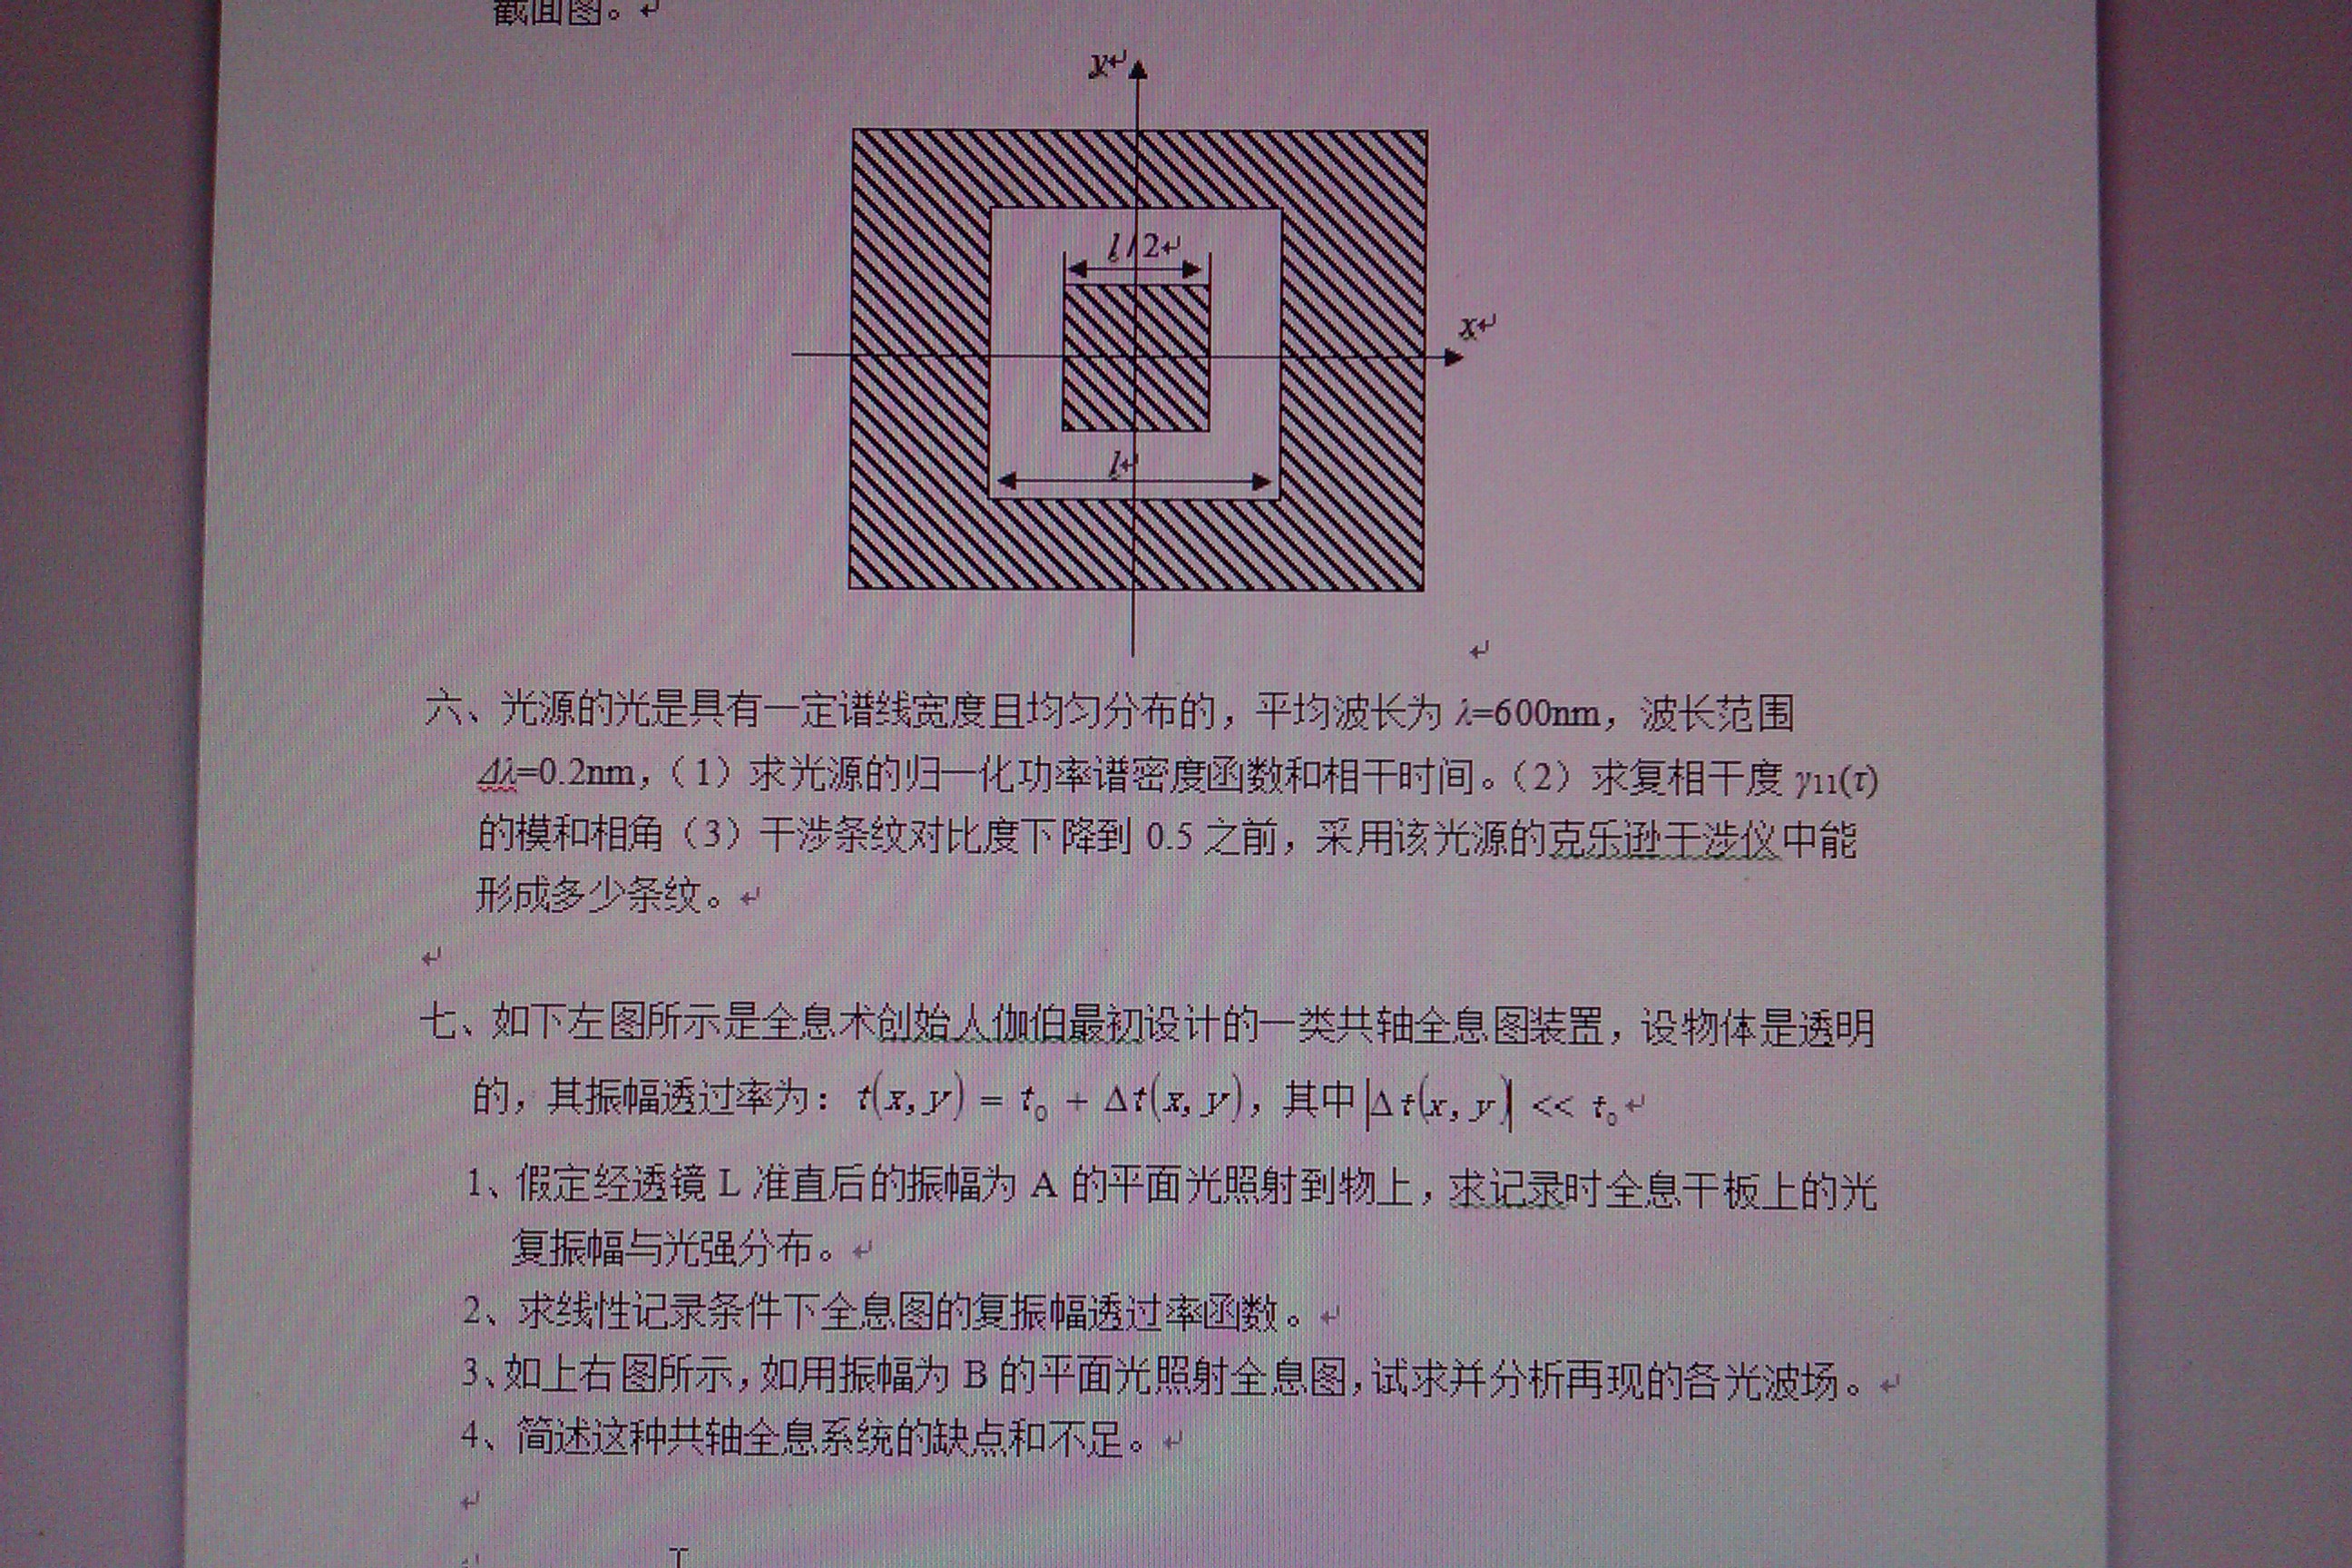 截面图。
y
l/2
x
l
六、光源的光是具有一定谱线宽度且均匀分布的，平均波长为 λ=600nm，波长范围
Δλ=0.2nm，（1）求光源的归一化功率谱密度函数和相干时间。（2）求复相干度 γ11(τ)
的模和相角（3）干涉条纹对比度下降到 0.5 之前，采用该光源的克乐逊干涉仪中能
形成多少条纹。
七、如下左图所示是全息术创始人伽伯最初设计的一类共轴全息图装置，设物体是透明
的，其振幅透过率为：t(x, y) = t₀ + Δt(x, y)，其中|Δt(x, y)| << t₀
1、假定经透镜 L 准直后的振幅为 A 的平面光照射到物上，求记录时全息干板上的光
复振幅与光强分布。
2、求线性记录条件下全息图的复振幅透过率函数。
3、如上右图所示，如用振幅为 B 的平面光照射全息图，试求并分析再现的各光波场。
4、简述这种共轴全息系统的缺点和不足。